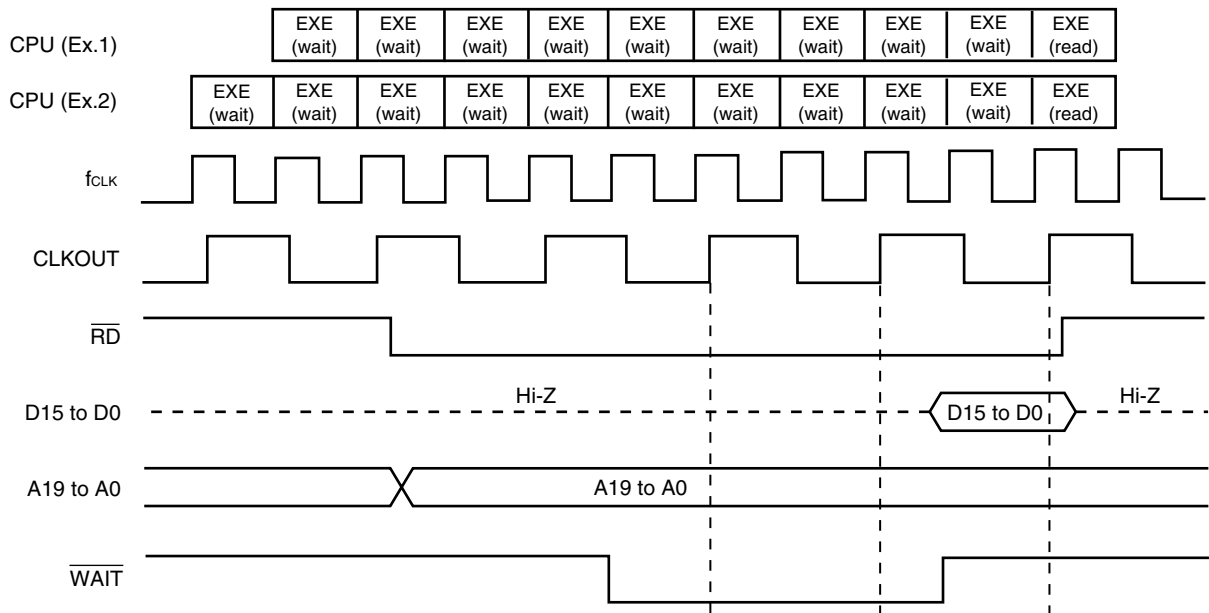 CPU (Ex.1) EXE (wait) EXE (wait) EXE (wait) EXE (wait) EXE (wait) EXE (wait) EXE (wait) EXE (wait) EXE (wait) EXE (read)
CPU (Ex.2) EXE (wait) EXE (wait) EXE (wait) EXE (wait) EXE (wait) EXE (wait) EXE (wait) EXE (wait) EXE (wait) EXE (wait) EXE (read)
fCLK
CLKOUT
RD
D15 to D0 Hi-Z D15 to D0 Hi-Z
A19 to A0 A19 to A0
WAIT